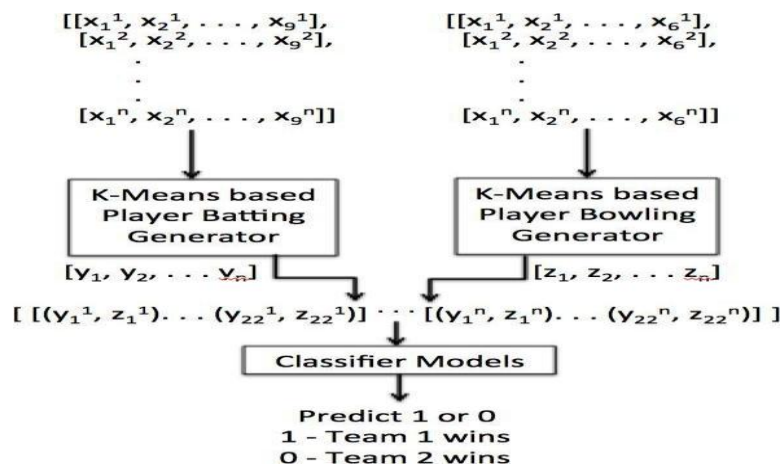 [[x₁¹, x₂¹, . . . , x₉¹],
[x₁², x₂², . . . , x₉²],
.
.
.
[x₁ⁿ, x₂ⁿ, . . . , x₉ⁿ]]
[[x₁¹, x₂¹, . . . , x₆¹],
[x₁², x₂², . . . , x₆²],
.
.
.
[x₁ⁿ, x₂ⁿ, . . . , x₆ⁿ]]
K-Means based
Player Batting
Generator
K-Means based
Player Bowling
Generator
[y₁, y₂, . . . yₙ]
[z₁, z₂, . . . zₙ]
[ [(y₁¹, z₁¹). . . (y₂₂¹, z₂₂¹)] . . . [(y₁ⁿ, z₁ⁿ). . . (y₂₂ⁿ, z₂₂ⁿ)] ]
Classifier Models
Predict 1 or 0
1 - Team 1 wins
0 - Team 2 wins